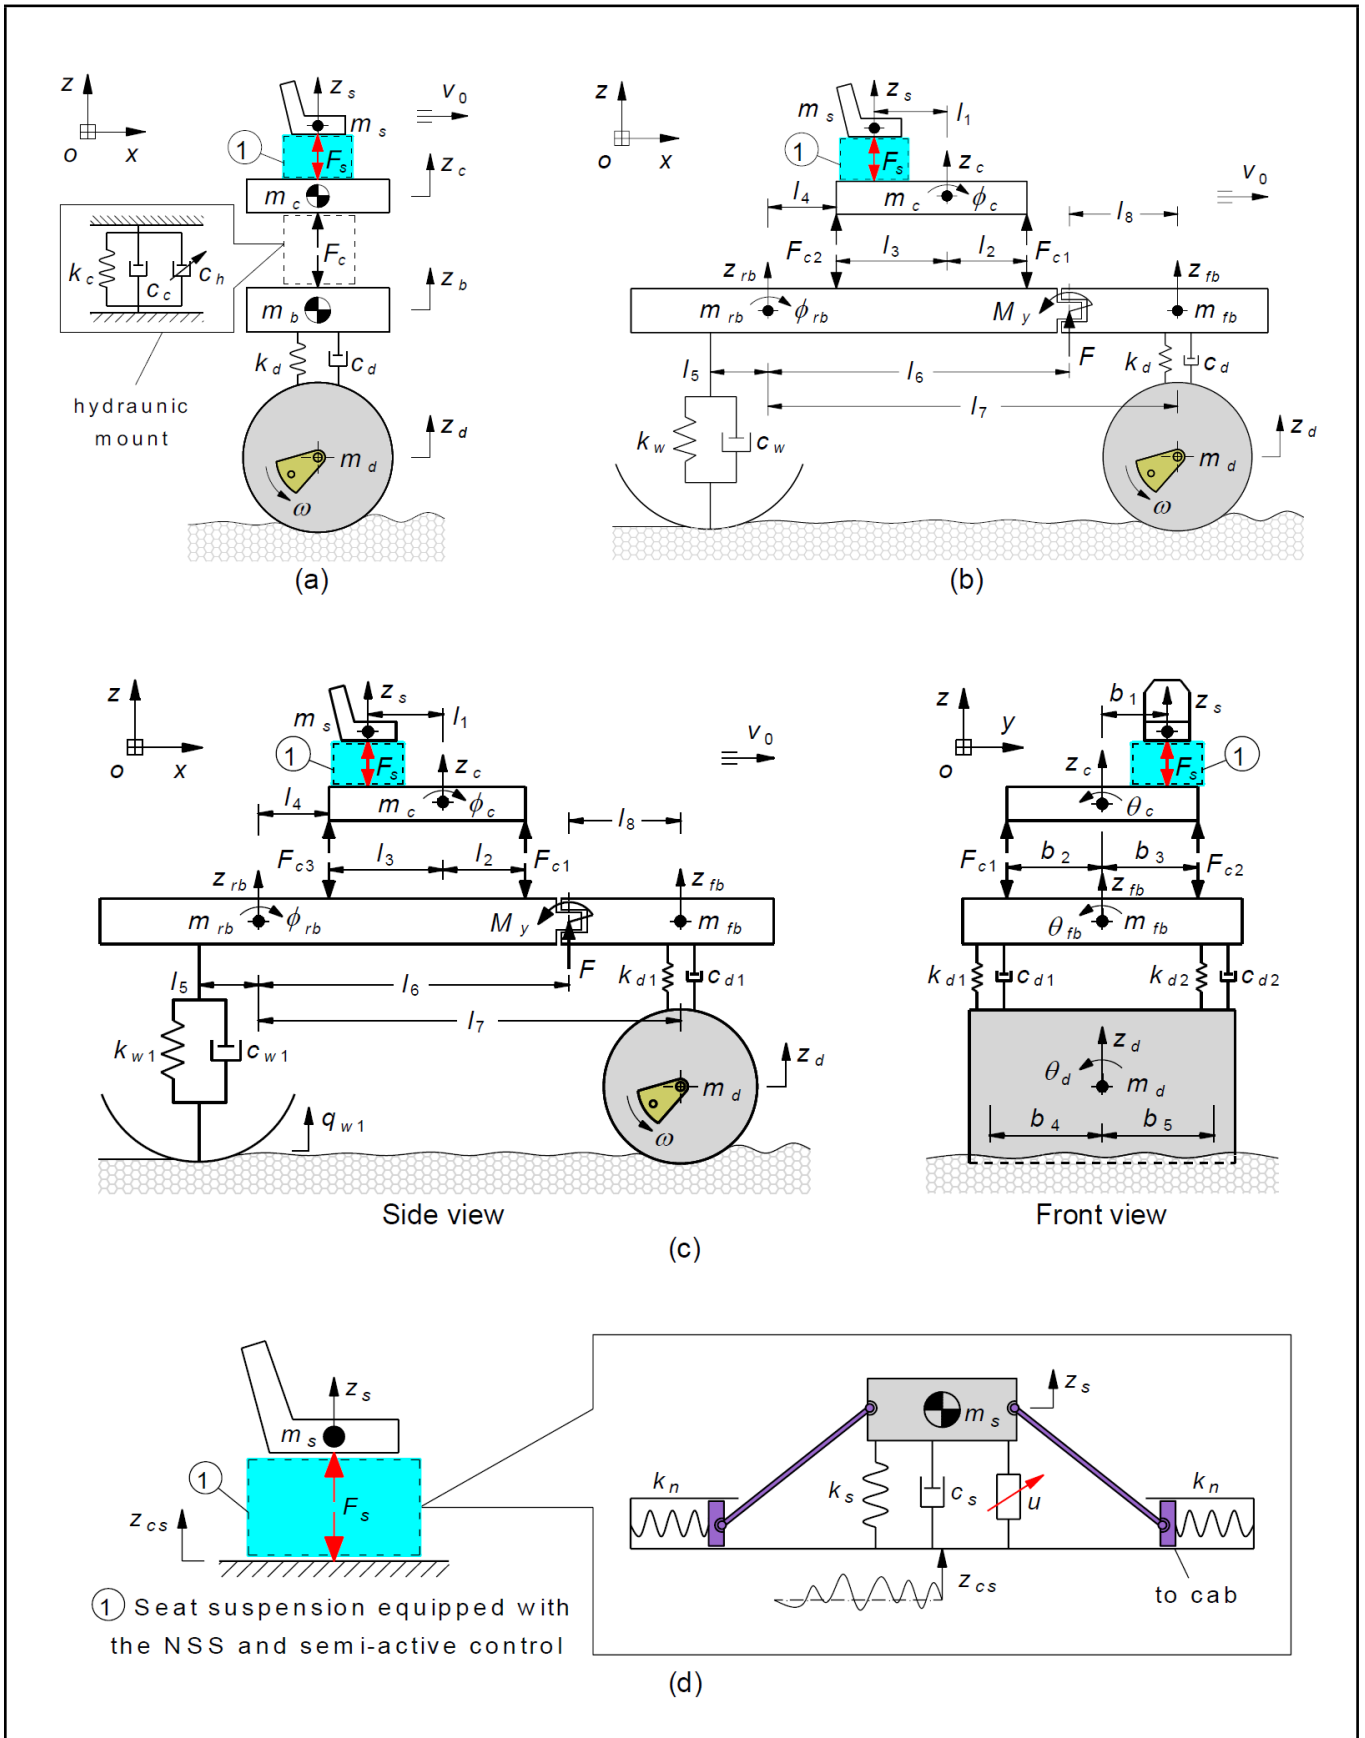 z
o
x
z s
v 0
m s
1
F s
z c
m c
F c
k c
c c
c h
z b
m b
k d
c d
hydraunic
mount
z d
m d
ω
(a)
z
o
x
z s
m s
l 1
1
F s
z c
v 0
l 4
m c
ϕ c
l 8
F c2
l 3
l 2
F c1
z rb
z fb
m rb
ϕ rb
M y
m fb
F
l 5
l 6
k d
c d
l 7
k w
c w
z d
m d
ω
(b)
z
o
x
z s
m s
l 1
1
F s
z c
v 0
l 4
m c
ϕ c
l 8
F c3
l 3
l 2
F c1
z rb
z fb
m rb
ϕ rb
M y
m fb
F
l 5
l 6
k d1
c d1
l 7
k w1
c w1
z d
m d
q w1
ω
Side view
z
o
y
b 1
z s
z c
F s
1
θ c
F c1
b 2
b 3
F c2
z fb
θ fb
m fb
k d1
c d1
k d2
c d2
z d
θ d
m d
b 4
b 5
Front view
(c)
z s
m s
1
F s
z cs
1 Seat suspension equipped with
the NSS and semi-active control
z s
m s
k n
k s
c s
u
k n
z cs
to cab
(d)